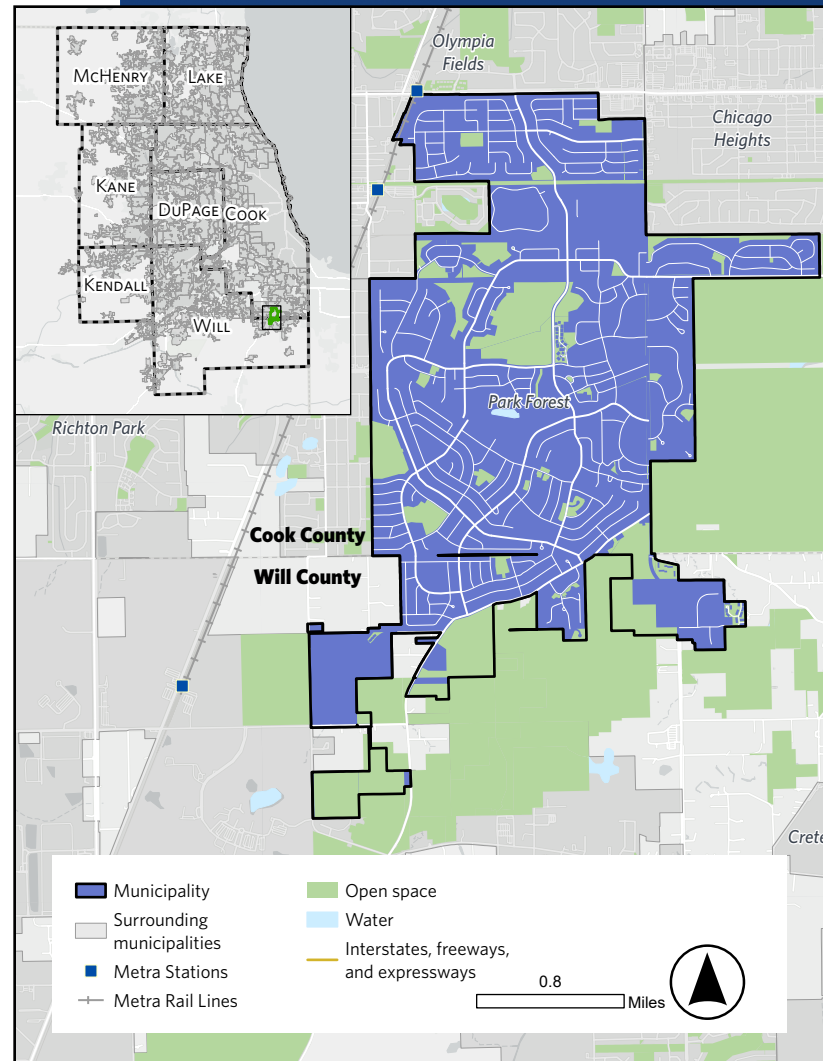 McHenry
Lake
Kane
DuPage
Cook
Kendall
Will
Olympia
Fields
Chicago
Heights
Richton Park
Park Forest
Cook County
Will County
Crete
Municipality
Surrounding
municipalities
Metra Stations
Metra Rail Lines
Open space
Water
Interstates, freeways,
and expressways
0.8
Miles